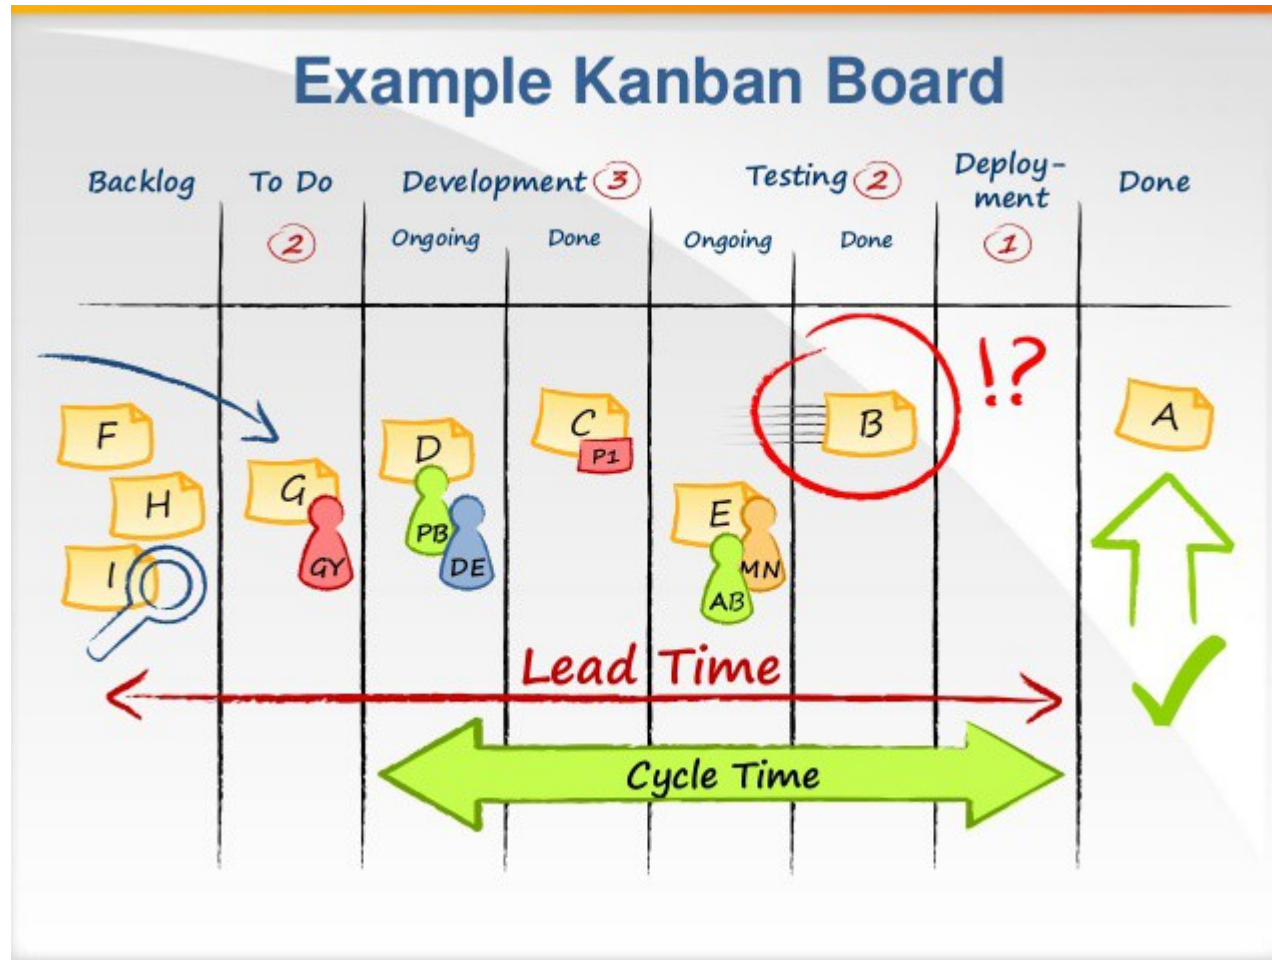 Example Kanban Board
Backlog
To Do
2
Development 3
Ongoing
Done
Testing 2
Ongoing
Done
Deploy-
ment
1
Done
!?
F
H
I
G
GY
D
PB
DE
C
P1
E
MN
AB
B
A
Lead Time
Cycle Time